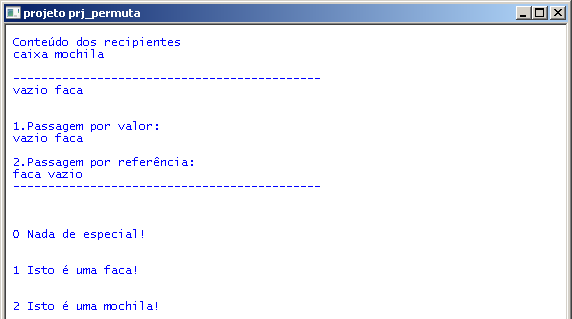 projeto prj_permuta
Conteúdo dos recipientes
caixa mochila
--------------------------------------------
vazio faca
1.Passagem por valor:
vazio faca
2.Passagem por referência:
faca vazio
--------------------------------------------
0 Nada de especial!
1 Isto é uma faca!
2 Isto é uma mochila!